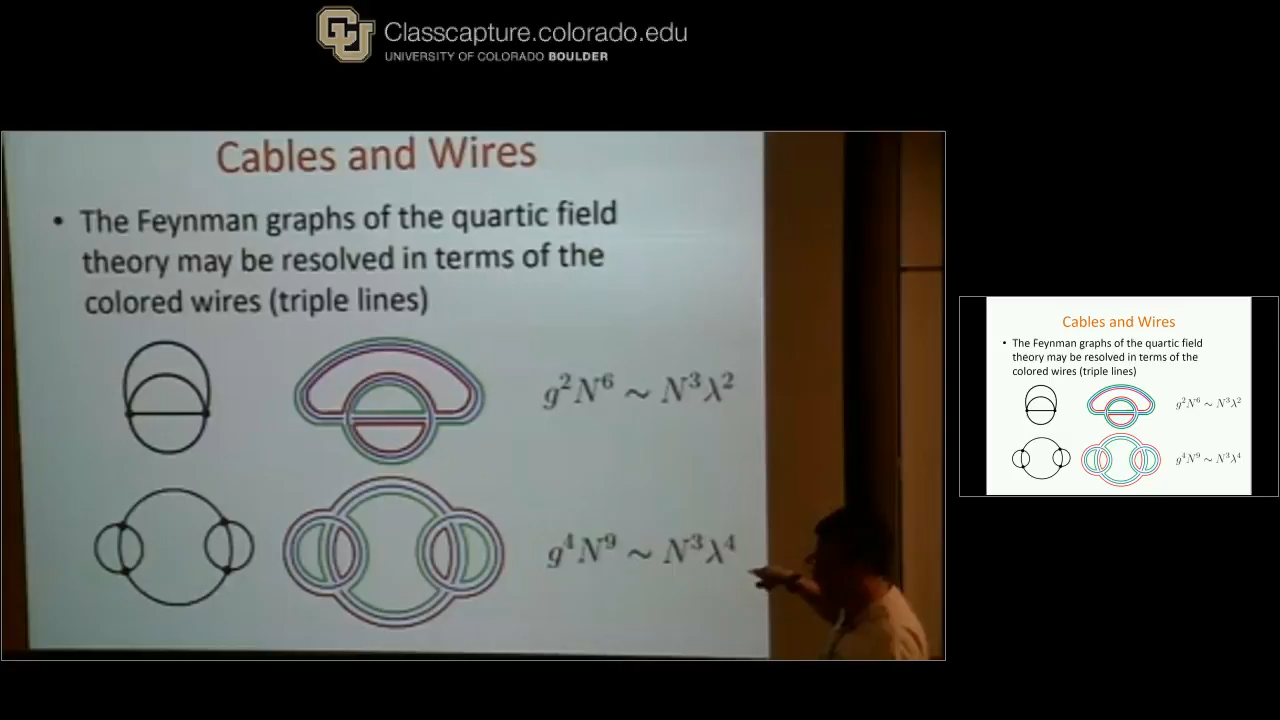 Classcapture.colorado.edu
UNIVERSITY OF COLORADO BOULDER
Cables and Wires
• The Feynman graphs of the quartic field
theory may be resolved in terms of the
colored wires (triple lines)
g²N⁶ ~ N³λ²
g⁴N⁹ ~ N³λ⁴
Cables and Wires
• The Feynman graphs of the quartic field
theory may be resolved in terms of the
colored wires (triple lines)
g²N⁶ ~ N³λ²
g⁴N⁹ ~ N³λ⁴